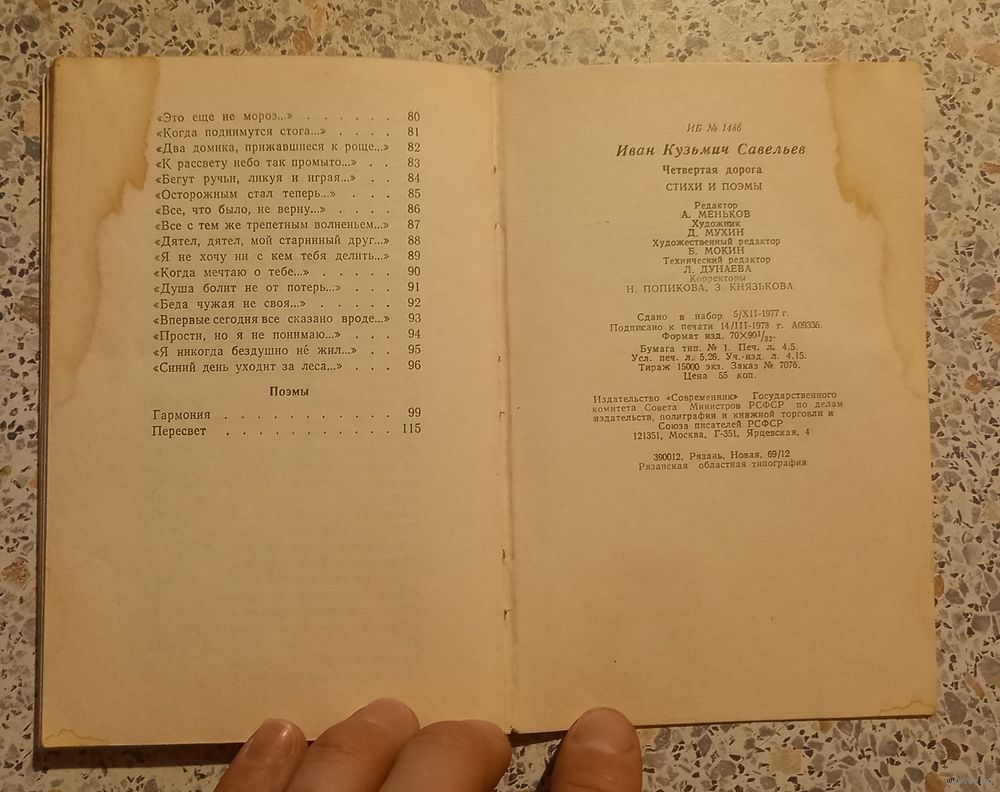 «Это еще не мороз...» . . . . . . 80
«Когда поднимутся стога...» . . . . 81
«Два домика, прижавшиеся к роще...» 82
«К рассвету небо так промыто...» . . 83
«Бегут ручьи, ликуя и играя...» . . 84
«Осторожным стал теперь...» . . . 85
«Все, что было, не верну...» . . . . 86
«Все с тем же трепетным волненьем...» 87
«Дятел, дятел, мой старинный друг...» 88
«Я не хочу ни с кем тебя делить...» 89
«Когда мечтаю о тебе...» . . . . 90
«Душа болит не от потерь...» . . . 91
«Беда чужая не своя...» . . . . . 92
«Впервые сегодня все сказано вроде...» 93
«Прости, но я не понимаю...» . . . 94
«Я никогда бездушно не жил...» . . 95
«Синий день уходит за леса...» . . . 96
Поэмы
Гармония . . . . . . . . . . . 99
Пересвет . . . . . . . . . . . 115
ИБ № 1486
Иван Кузьмич Савельев
Четвертая дорога
СТИХИ И ПОЭМЫ
Редактор
А. МЕНЬКОВ
Художник
Д. МУХИН
Художественный редактор
Б. МОКИН
Технический редактор
Л. ДУНАЕВА
Корректоры
Н. ПОПИКОВА, З. КНЯЗЬКОВА
Сдано в набор 5/XII-1977 г.
Подписано к печати 14/III-1978 г. А09336.
Формат изд. 70X90¹/₃₂.
Бумага тип. № 1. Печ. л. 4,5.
Усл. печ. л. 5,26. Уч.-изд. л. 4,15.
Тираж 15000 экз. Заказ № 7076.
Цена 55 коп.
Издательство «Современник» Государственного
комитета Совета Министров РСФСР по делам
издательств, полиграфии и книжной торговли и
Союза писателей РСФСР
121351, Москва, Г-351, Ярцевская, 4
390012, Рязань, Новая, 69/12
Рязанская областная типография